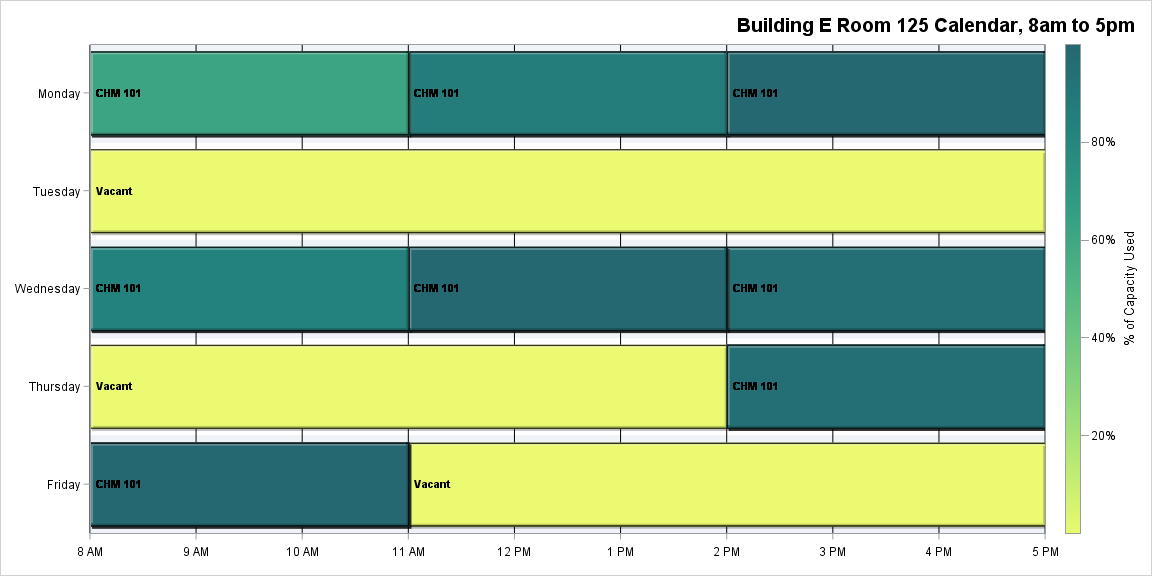 Building E Room 125 Calendar, 8am to 5pm
Monday
CHM 101
CHM 101
CHM 101
Tuesday
Vacant
Wednesday
CHM 101
CHM 101
CHM 101
Thursday
Vacant
CHM 101
Friday
CHM 101
Vacant
8 AM
9 AM
10 AM
11 AM
12 PM
1 PM
2 PM
3 PM
4 PM
5 PM
80%
60%
40%
20%
% of Capacity Used